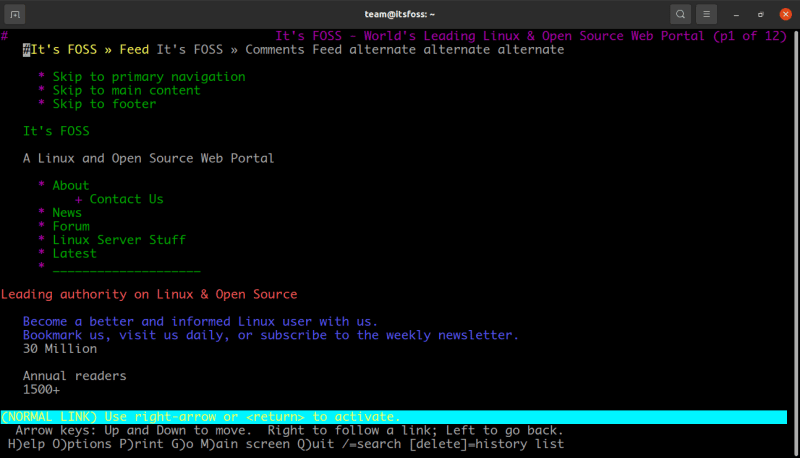 team@itsfoss: ~
# It's FOSS - World's Leading Linux & Open Source Web Portal (p1 of 12)
#It's FOSS » Feed It's FOSS » Comments Feed alternate alternate alternate
* Skip to primary navigation
* Skip to main content
* Skip to footer
It's FOSS
A Linux and Open Source Web Portal
* About
+ Contact Us
* News
* Forum
* Linux Server Stuff
* Latest
* ____________________
Leading authority on Linux & Open Source
Become a better and informed Linux user with us.
Bookmark us, visit us daily, or subscribe to the weekly newsletter.
30 Million
Annual readers
1500+
(NORMAL LINK) Use right-arrow or <return> to activate.
Arrow keys: Up and Down to move. Right to follow a link; Left to go back.
H)elp O)ptions P)rint G)o M)ain screen Q)uit /=search [delete]=history list